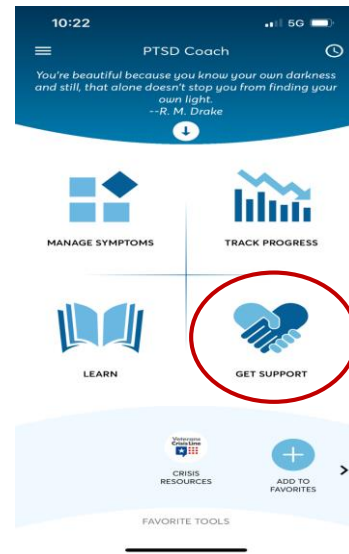 10:22
5G
PTSD Coach
You're beautiful because you know your own darkness
and still, that alone doesn't stop you from finding your
own light.
--R. M. Drake
MANAGE SYMPTOMS
TRACK PROGRESS
LEARN
GET SUPPORT
Veterans
Crisis Line
CRISIS
RESOURCES
ADD TO
FAVORITES
FAVORITE TOOLS